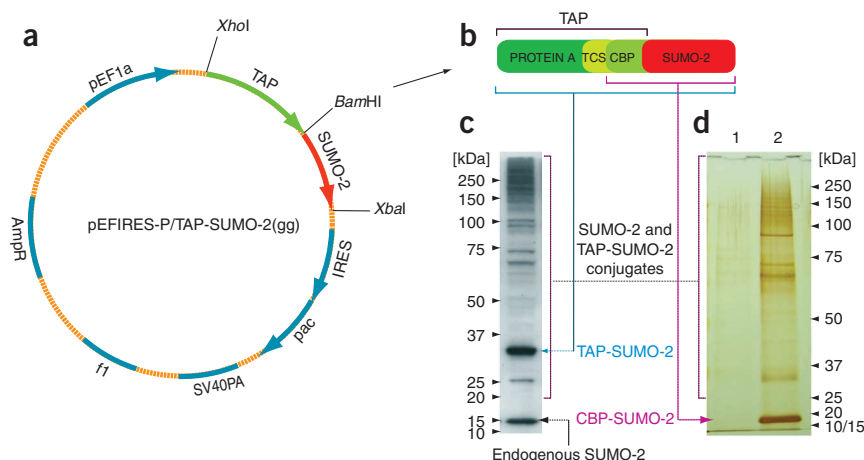 a
XhoI
pEF1a
TAP
BamHI
SUMO-2
XbaI
IRES
pac
SV40PA
f1
AmpR
pEFIRES-P/TAP-SUMO-2(gg)
b
TAP
PROTEIN A TCS CBP SUMO-2
c
[kDa]
250
150
100
75
50
37
25
20
15
10
SUMO-2 and
TAP-SUMO-2
conjugates
TAP-SUMO-2
CBP-SUMO-2
Endogenous SUMO-2
d
1 2
[kDa]
250
150
100
75
50
37
25
20
10/15